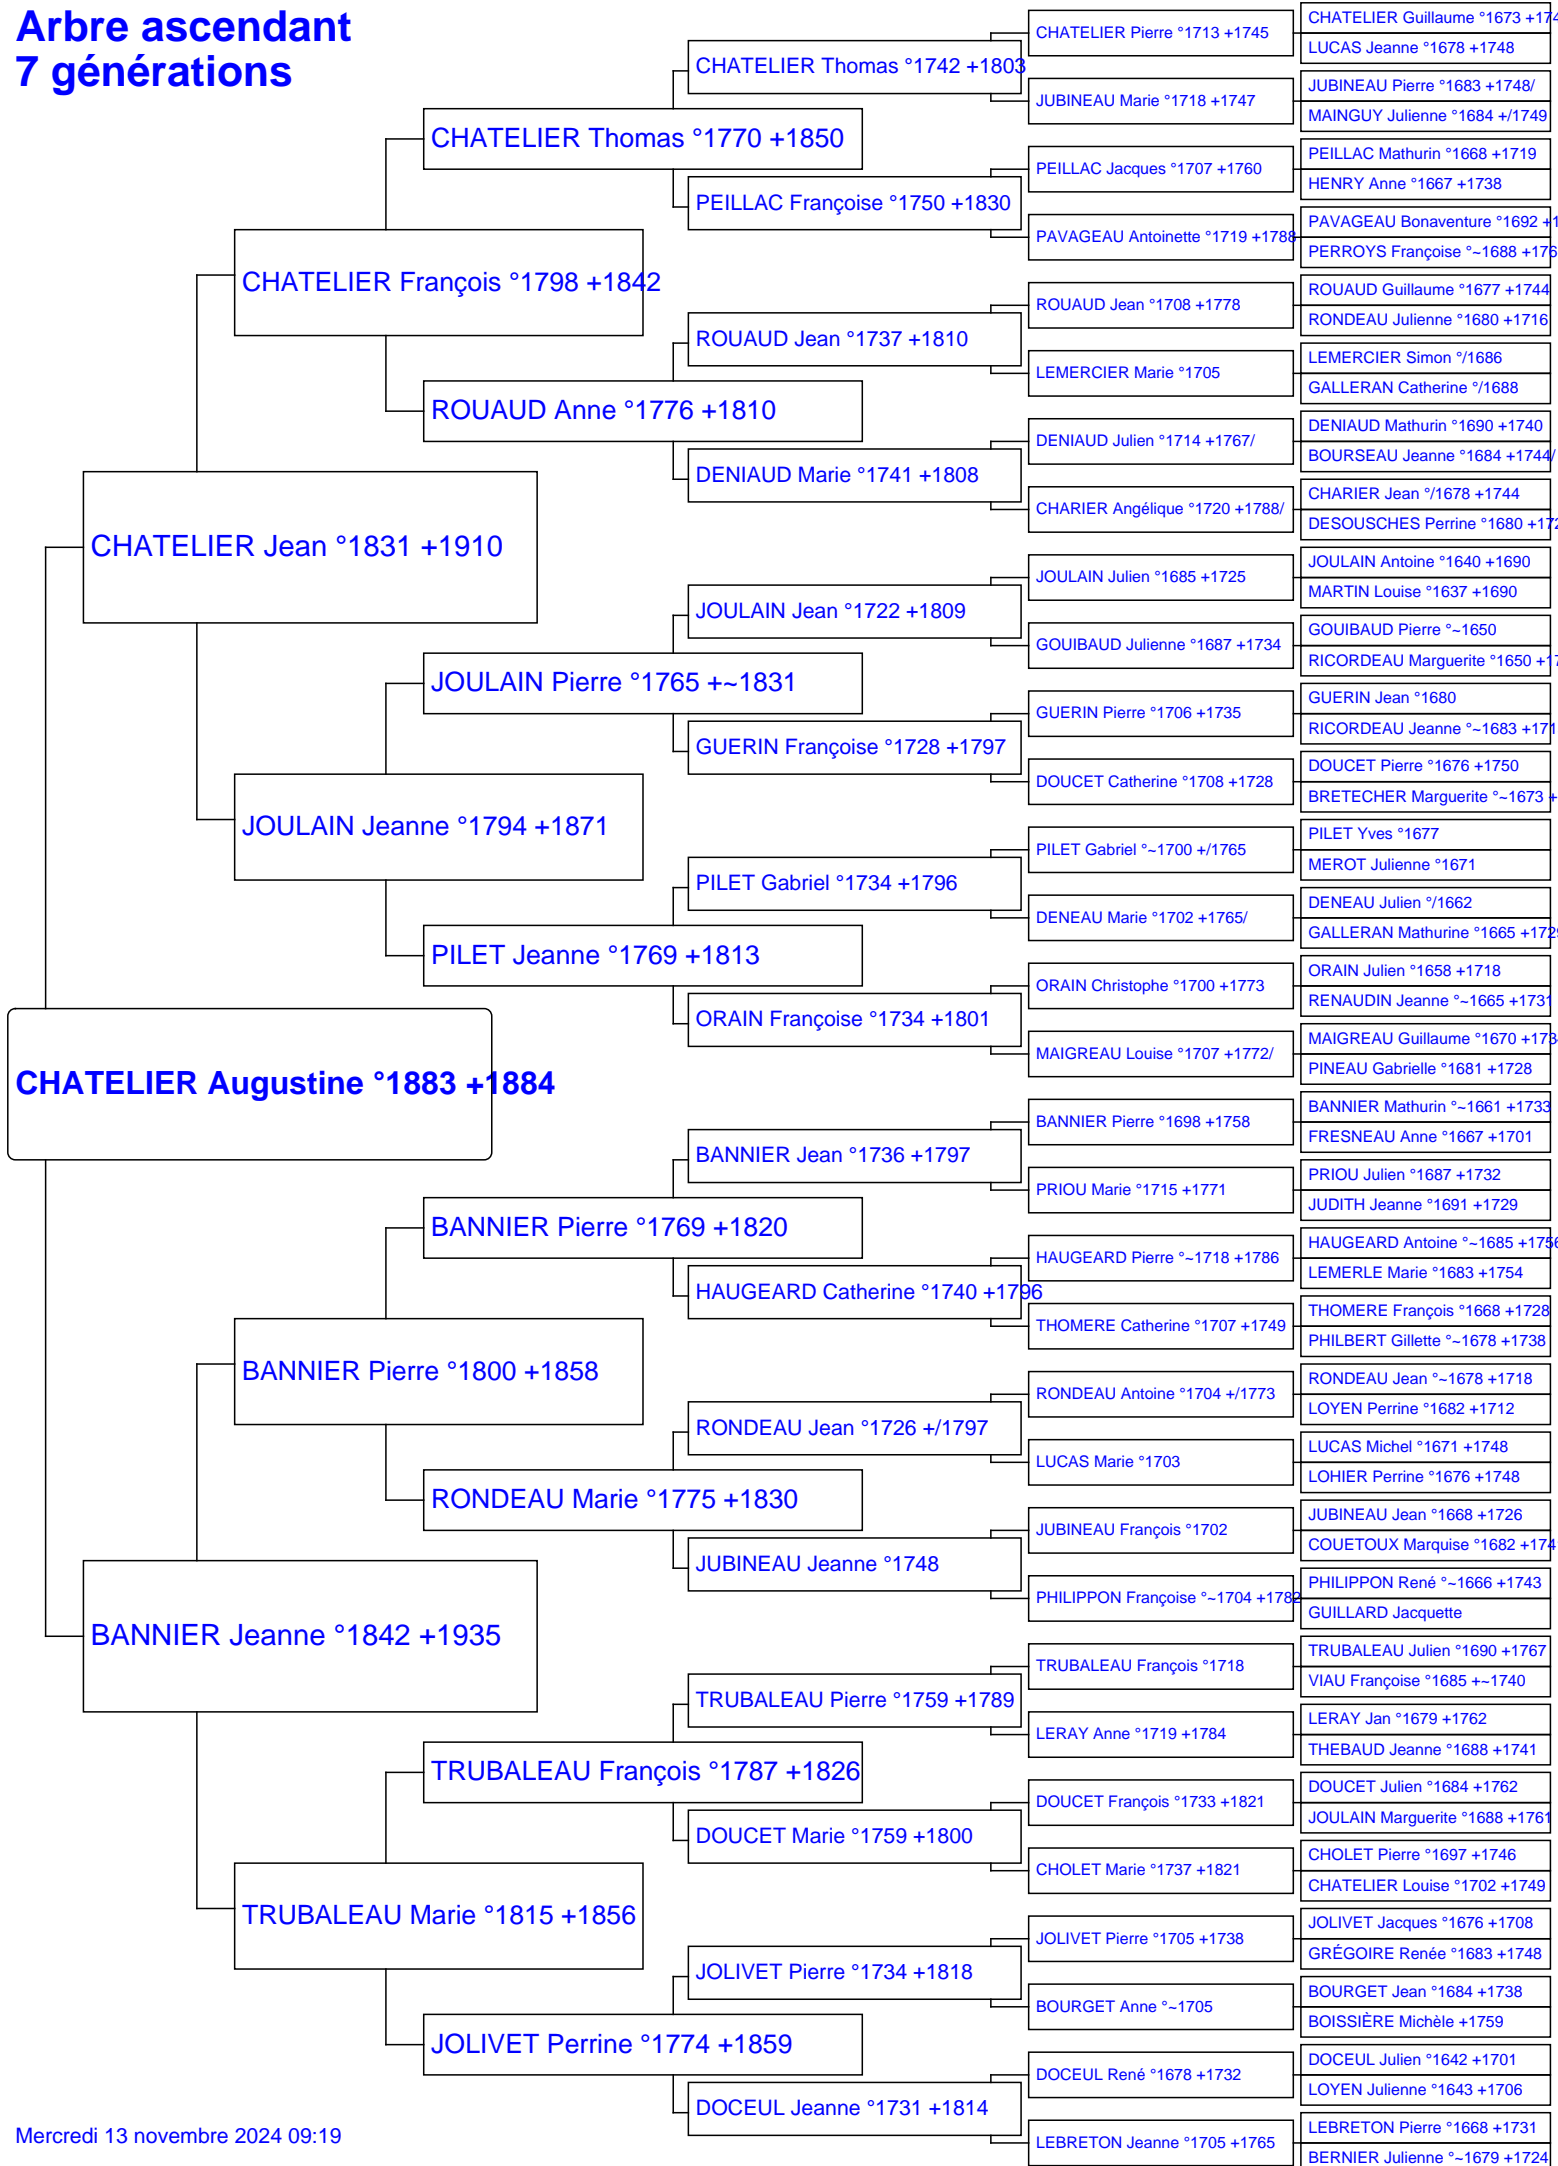 Arbre ascendant
7 générations
CHATELIER Augustine °1883 +1884
CHATELIER Jean °1831 +1910
BANNIER Jeanne °1842 +1935
CHATELIER François °1798 +1842
JOULAIN Jeanne °1794 +1871
BANNIER Pierre °1800 +1858
TRUBALEAU Marie °1815 +1856
CHATELIER Thomas °1770 +1850
ROUAUD Anne °1776 +1810
JOULAIN Pierre °1765 +~1831
PILET Jeanne °1769 +1813
BANNIER Pierre °1769 +1820
RONDEAU Marie °1775 +1830
TRUBALEAU François °1787 +1826
JOLIVET Perrine °1774 +1859
CHATELIER Thomas °1742 +1803
PEILLAC Françoise °1750 +1830
ROUAUD Jean °1737 +1810
DENIAUD Marie °1741 +1808
JOULAIN Jean °1722 +1809
GUERIN Françoise °1728 +1797
PILET Gabriel °1734 +1796
ORAIN Françoise °1734 +1801
BANNIER Jean °1736 +1797
HAUGEARD Catherine °1740 +1796
RONDEAU Jean °1726 +/1797
JUBINEAU Jeanne °1748
TRUBALEAU Pierre °1759 +1789
DOUCET Marie °1759 +1800
JOLIVET Pierre °1734 +1818
DOCEUL Jeanne °1731 +1814
CHATELIER Pierre °1713 +1745
JUBINEAU Marie °1718 +1747
PEILLAC Jacques °1707 +1760
PAVAGEAU Antoinette °1719 +1788
ROUAUD Jean °1708 +1778
LEMERCIER Marie °1705
DENIAUD Julien °1714 +1767/
CHARIER Angélique °1720 +1788/
JOULAIN Julien °1685 +1725
GOUIBAUD Julienne °1687 +1734
GUERIN Pierre °1706 +1735
DOUCET Catherine °1708 +1728
PILET Gabriel °~1700 +/1765
DENEAU Marie °1702 +1765/
ORAIN Christophe °1700 +1773
MAIGREAU Louise °1707 +1772/
BANNIER Pierre °1698 +1758
PRIOU Marie °1715 +1771
HAUGEARD Pierre °~1718 +1786
THOMERE Catherine °1707 +1749
RONDEAU Antoine °1704 +/1773
LUCAS Marie °1703
JUBINEAU François °1702
PHILIPPON Françoise °~1704 +1782
TRUBALEAU François °1718
LERAY Anne °1719 +1784
DOUCET François °1733 +1821
CHOLET Marie °1737 +1821
JOLIVET Pierre °1705 +1738
BOURGET Anne °~1705
DOCEUL René °1678 +1732
LEBRETON Jeanne °1705 +1765
CHATELIER Guillaume °1673 +174
LUCAS Jeanne °1678 +1748
JUBINEAU Pierre °1683 +1748/
MAINGUY Julienne °1684 +/1749
PEILLAC Mathurin °1668 +1719
HENRY Anne °1667 +1738
PAVAGEAU Bonaventure °1692 +1
PERROYS Françoise °~1688 +176
ROUAUD Guillaume °1677 +1744
RONDEAU Julienne °1680 +1716
LEMERCIER Simon °/1686
GALLERAN Catherine °/1688
DENIAUD Mathurin °1690 +1740
BOURSEAU Jeanne °1684 +1744/
CHARIER Jean °/1678 +1744
DESOUSCHES Perrine °1680 +172
JOULAIN Antoine °1640 +1690
MARTIN Louise °1637 +1690
GOUIBAUD Pierre °~1650
RICORDEAU Marguerite °1650 +17
GUERIN Jean °1680
RICORDEAU Jeanne °~1683 +171
DOUCET Pierre °1676 +1750
BRETECHER Marguerite °~1673 +
PILET Yves °1677
MEROT Julienne °1671
DENEAU Julien °/1662
GALLERAN Mathurine °1665 +1729
ORAIN Julien °1658 +1718
RENAUDIN Jeanne °~1665 +1731
MAIGREAU Guillaume °1670 +173
PINEAU Gabrielle °1681 +1728
BANNIER Mathurin °~1661 +1733
FRESNEAU Anne °1667 +1701
PRIOU Julien °1687 +1732
JUDITH Jeanne °1691 +1729
HAUGEARD Antoine °~1685 +1756
LEMERLE Marie °1683 +1754
THOMERE François °1668 +1728
PHILBERT Gillette °~1678 +1738
RONDEAU Jean °~1678 +1718
LOYEN Perrine °1682 +1712
LUCAS Michel °1671 +1748
LOHIER Perrine °1676 +1748
JUBINEAU Jean °1668 +1726
COUETOUX Marquise °1682 +174
PHILIPPON René °~1666 +1743
GUILLARD Jacquette
TRUBALEAU Julien °1690 +1767
VIAU Françoise °1685 +~1740
LERAY Jan °1679 +1762
THEBAUD Jeanne °1688 +1741
DOUCET Julien °1684 +1762
JOULAIN Marguerite °1688 +1761
CHOLET Pierre °1697 +1746
CHATELIER Louise °1702 +1749
JOLIVET Jacques °1676 +1708
GRÉGOIRE Renée °1683 +1748
BOURGET Jean °1684 +1738
BOISSIÈRE Michèle +1759
DOCEUL Julien °1642 +1701
LOYEN Julienne °1643 +1706
LEBRETON Pierre °1668 +1731
BERNIER Julienne °~1679 +1724
Mercredi 13 novembre 2024 09:19